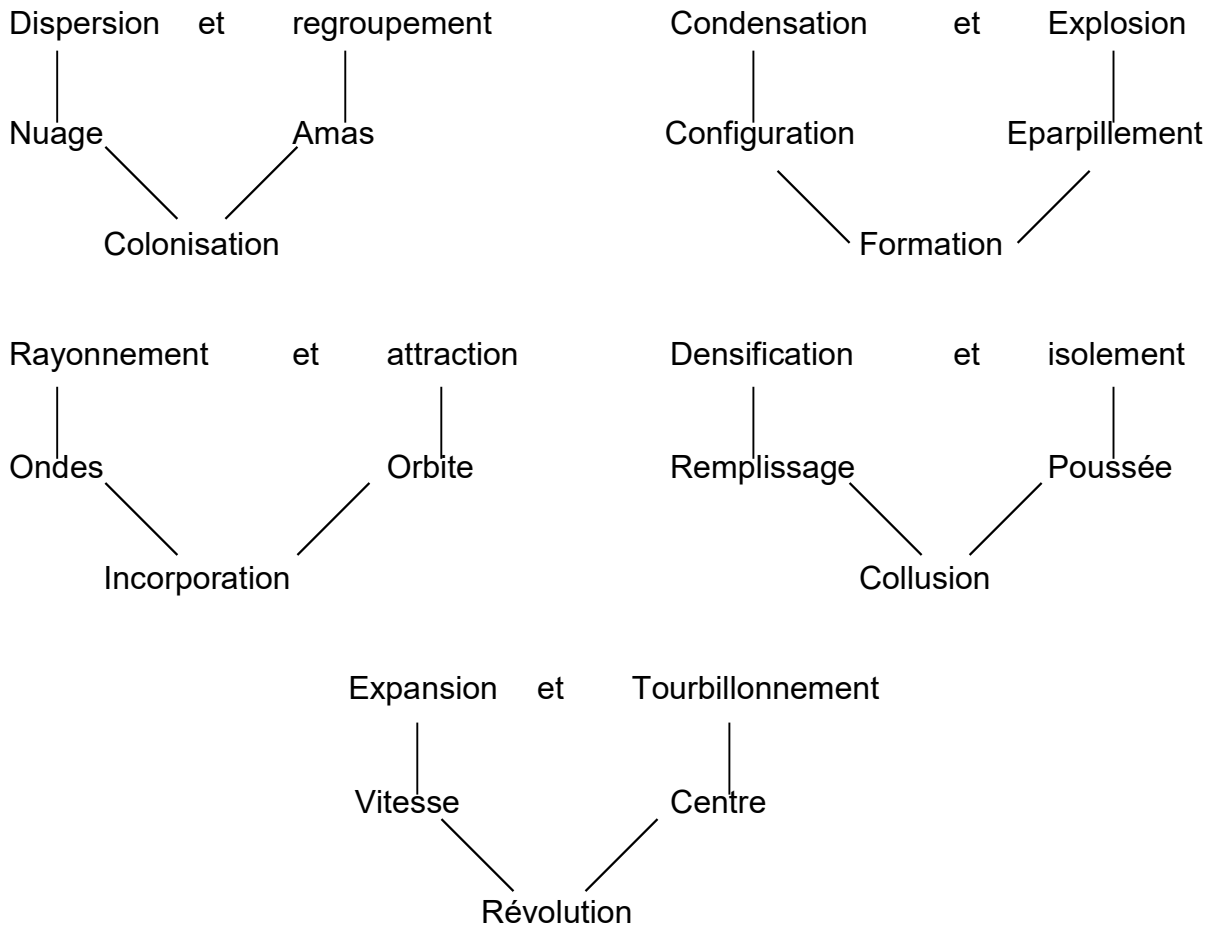 Dispersion et regroupement
Nuage Amas
Colonisation
Condensation et Explosion
Configuration Eparpillement
Formation
Rayonnement et attraction
Ondes Orbite
Incorporation
Densification et isolement
Remplissage Poussée
Collusion
Expansion et Tourbillonnement
Vitesse Centre
Révolution